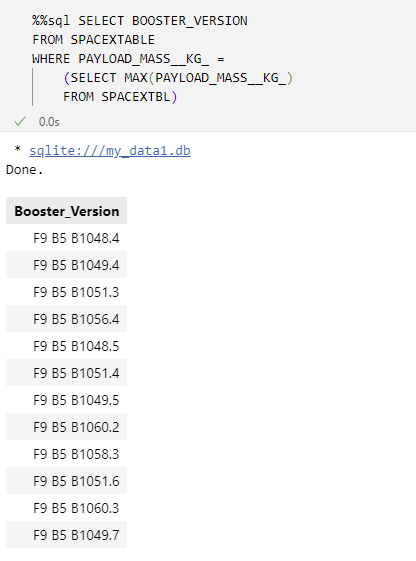 %%sql SELECT BOOSTER_VERSION
FROM SPACEXTABLE
WHERE PAYLOAD_MASS__KG_ =
(SELECT MAX(PAYLOAD_MASS__KG_)
FROM SPACEXTBL)
✓ 0.0s
* sqlite:///my_data1.db
Done.
Booster_Version
F9 B5 B1048.4
F9 B5 B1049.4
F9 B5 B1051.3
F9 B5 B1056.4
F9 B5 B1048.5
F9 B5 B1051.4
F9 B5 B1049.5
F9 B5 B1060.2
F9 B5 B1058.3
F9 B5 B1051.6
F9 B5 B1060.3
F9 B5 B1049.7